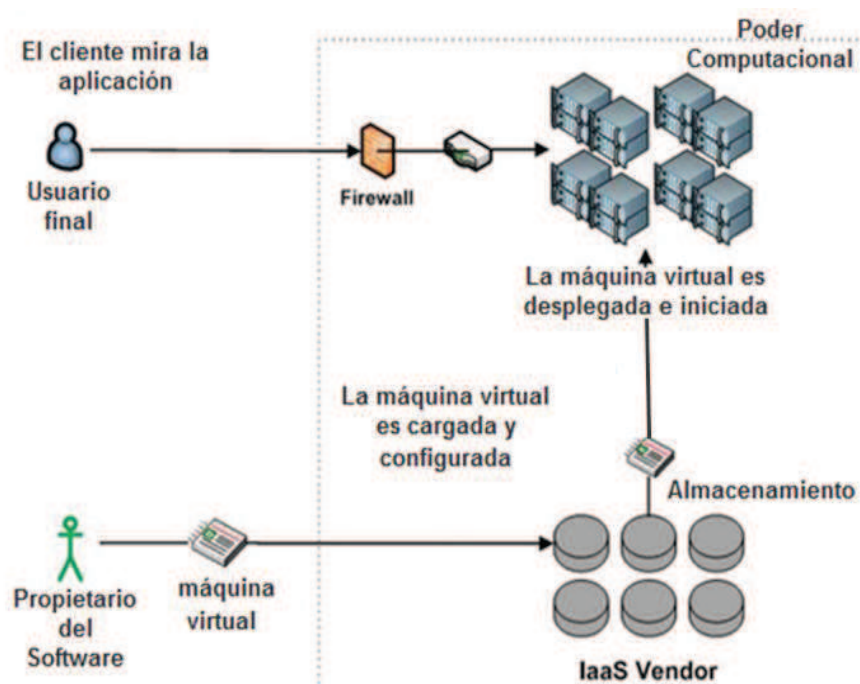 El cliente mira la
aplicación
Poder
Computacional
Usuario
final
Firewall
La máquina virtual es
desplegada e iniciada
La máquina virtual
es cargada y
configurada
Almacenamiento
Propietario
del
Software
máquina
virtual
IaaS Vendor